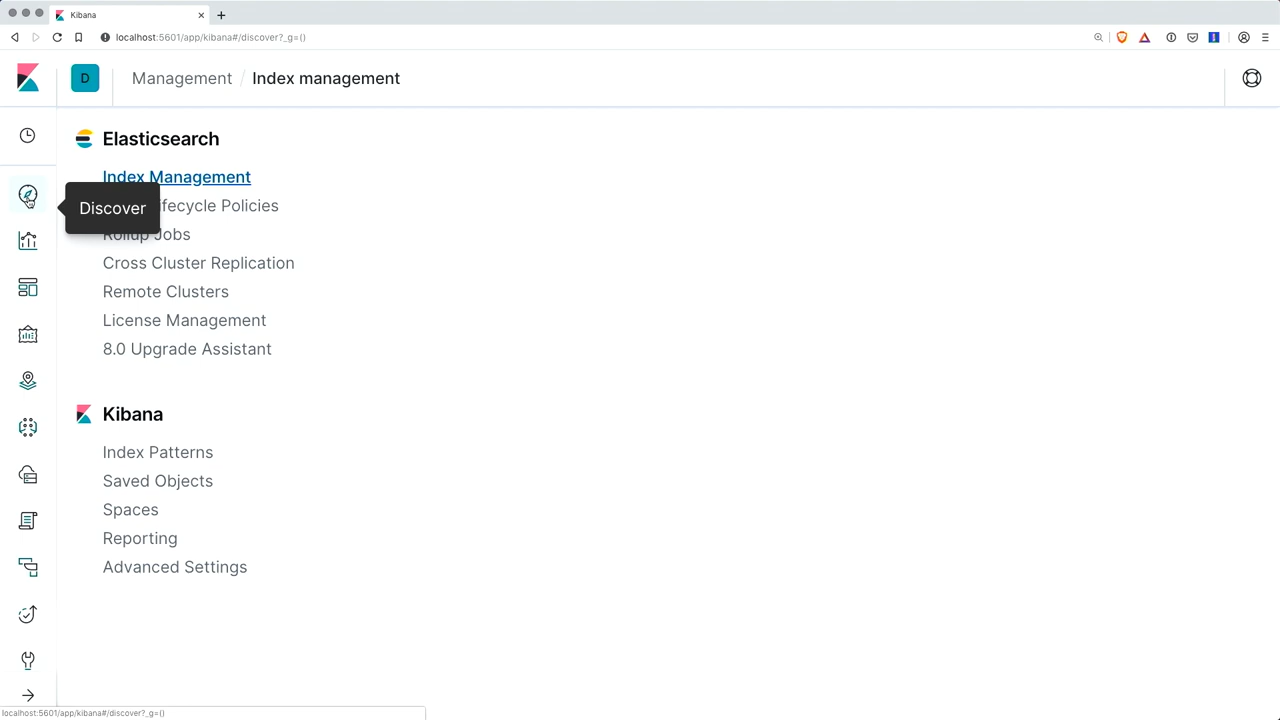 Kibana
localhost:5601/app/kibana#/discover?_g=()
D
Management / Index management
Elasticsearch
Index Management
Discover
ifecycle Policies
Rollup Jobs
Cross Cluster Replication
Remote Clusters
License Management
8.0 Upgrade Assistant
Kibana
Index Patterns
Saved Objects
Spaces
Reporting
Advanced Settings
localhost:5601/app/kibana#/discover?_g=()